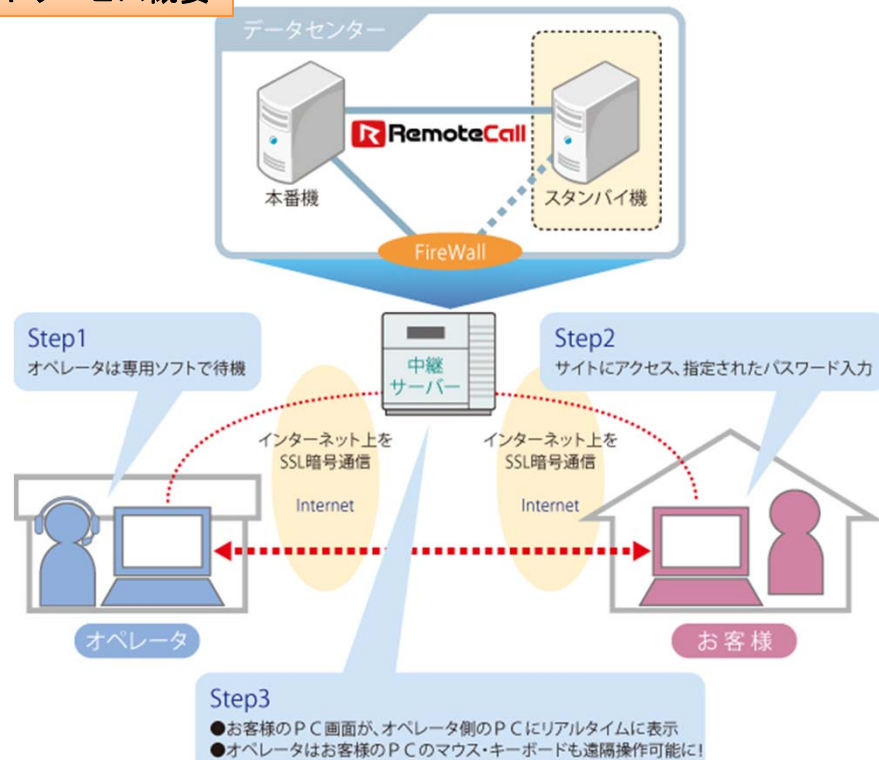 サービス概要
データセンター
RemoteCall
本番機
スタンバイ機
FireWall
Step1
オペレータは専用ソフトで待機
中継
サーバー
Step2
サイトにアクセス、指定されたパスワード入力
インターネット上を
SSL暗号通信
Internet
インターネット上を
SSL暗号通信
Internet
オペレータ
お客様
Step3
●お客様のPC画面が、オペレータ側のPCにリアルタイムに表示
●オペレータはお客様のPCのマウス・キーボードも遠隔操作可能に!